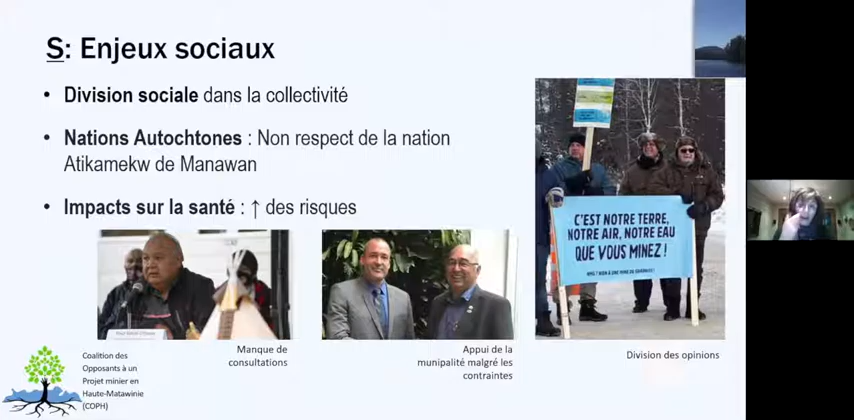 S: Enjeux sociaux
• Division sociale dans la collectivité
• Nations Autochtones : Non respect de la nation
Atikamekw de Manawan
• Impacts sur la santé : ↑ des risques
C'EST NOTRE TERRE,
NOTRE AIR, NOTRE EAU
QUE VOUS MINEZ !
Manque de
consultations
Appui de la
munipalité malgré les
contraintes
Division des opinions
Coalition des
Opposants à un
Projet minier en
Haute-Matawinie
(COPH)